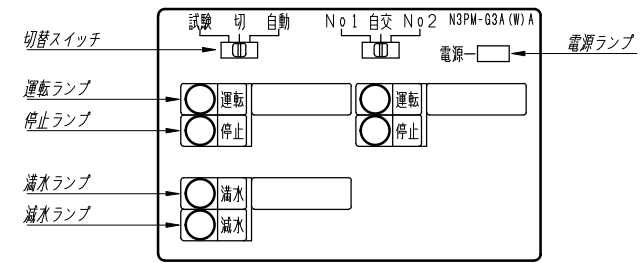 試験 切 自動 No1 自交 No2 N3PM-G3A(W)A
切替スイッチ
電源 電源ランプ
運転ランプ 運転 運転
停止ランプ 停止 停止
満水ランプ 満水
減水ランプ 減水